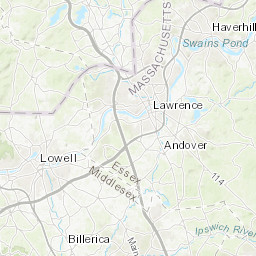 Haverhill
MASSACHUSETTS
Swains Pond
Lawrence
Andover
Lowell
Essex
Middlesex
114
Ipswich River
Billerica